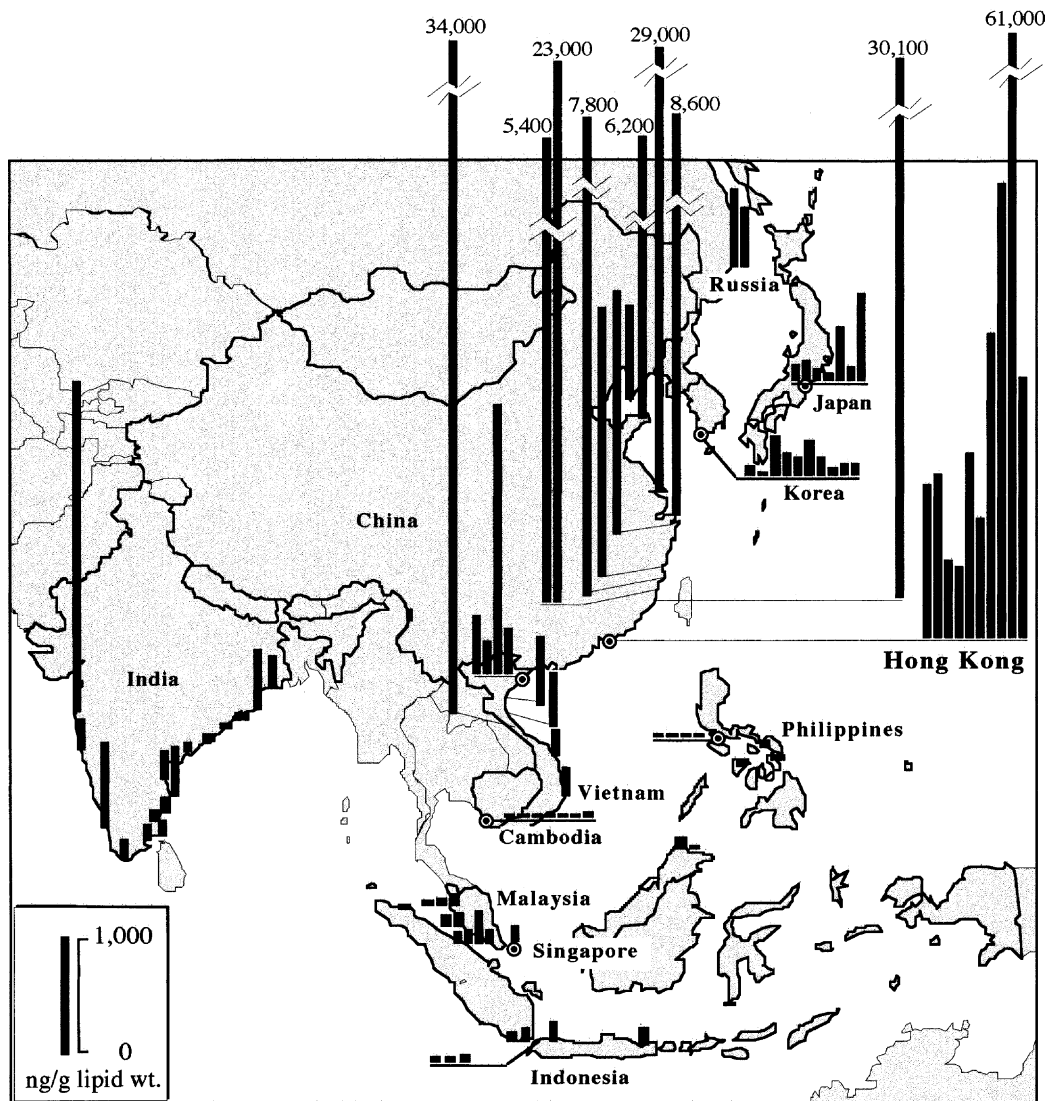 61,000
34,000
29,000
23,000
30,100
7,800
8,600
5,400
6,200
Russia
Japan
Korea
China
Hong Kong
India
Philippines
Vietnam
Cambodia
Malaysia
Singapore
Indonesia
1,000
0
ng/g lipid wt.